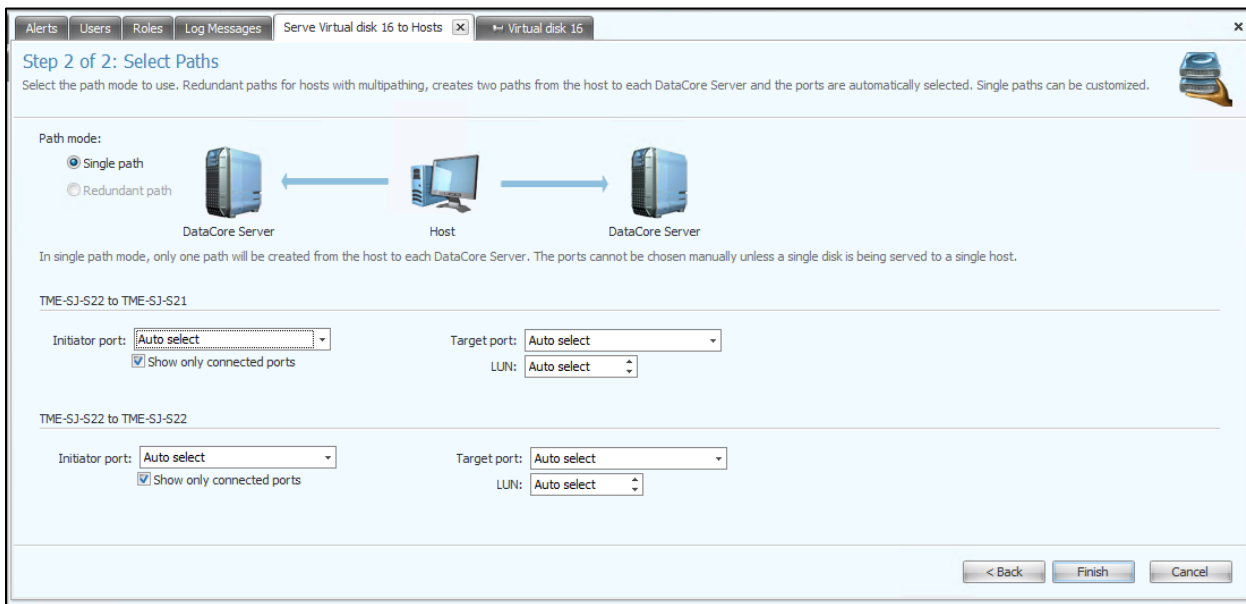 Alerts Users Roles Log Messages Serve Virtual disk 16 to Hosts Virtual disk 16
Step 2 of 2: Select Paths
Select the path mode to use. Redundant paths for hosts with multipathing, creates two paths from the host to each DataCore Server and the ports are automatically selected. Single paths can be customized.
Path mode:
Single path
Redundant path
DataCore Server Host DataCore Server
In single path mode, only one path will be created from the host to each DataCore Server. The ports cannot be chosen manually unless a single disk is being served to a single host.
TME-SJ-S22 to TME-SJ-S21
Initiator port: Auto select Target port: Auto select
Show only connected ports LUN: Auto select
TME-SJ-S22 to TME-SJ-S22
Initiator port: Auto select Target port: Auto select
Show only connected ports LUN: Auto select
< Back Finish Cancel